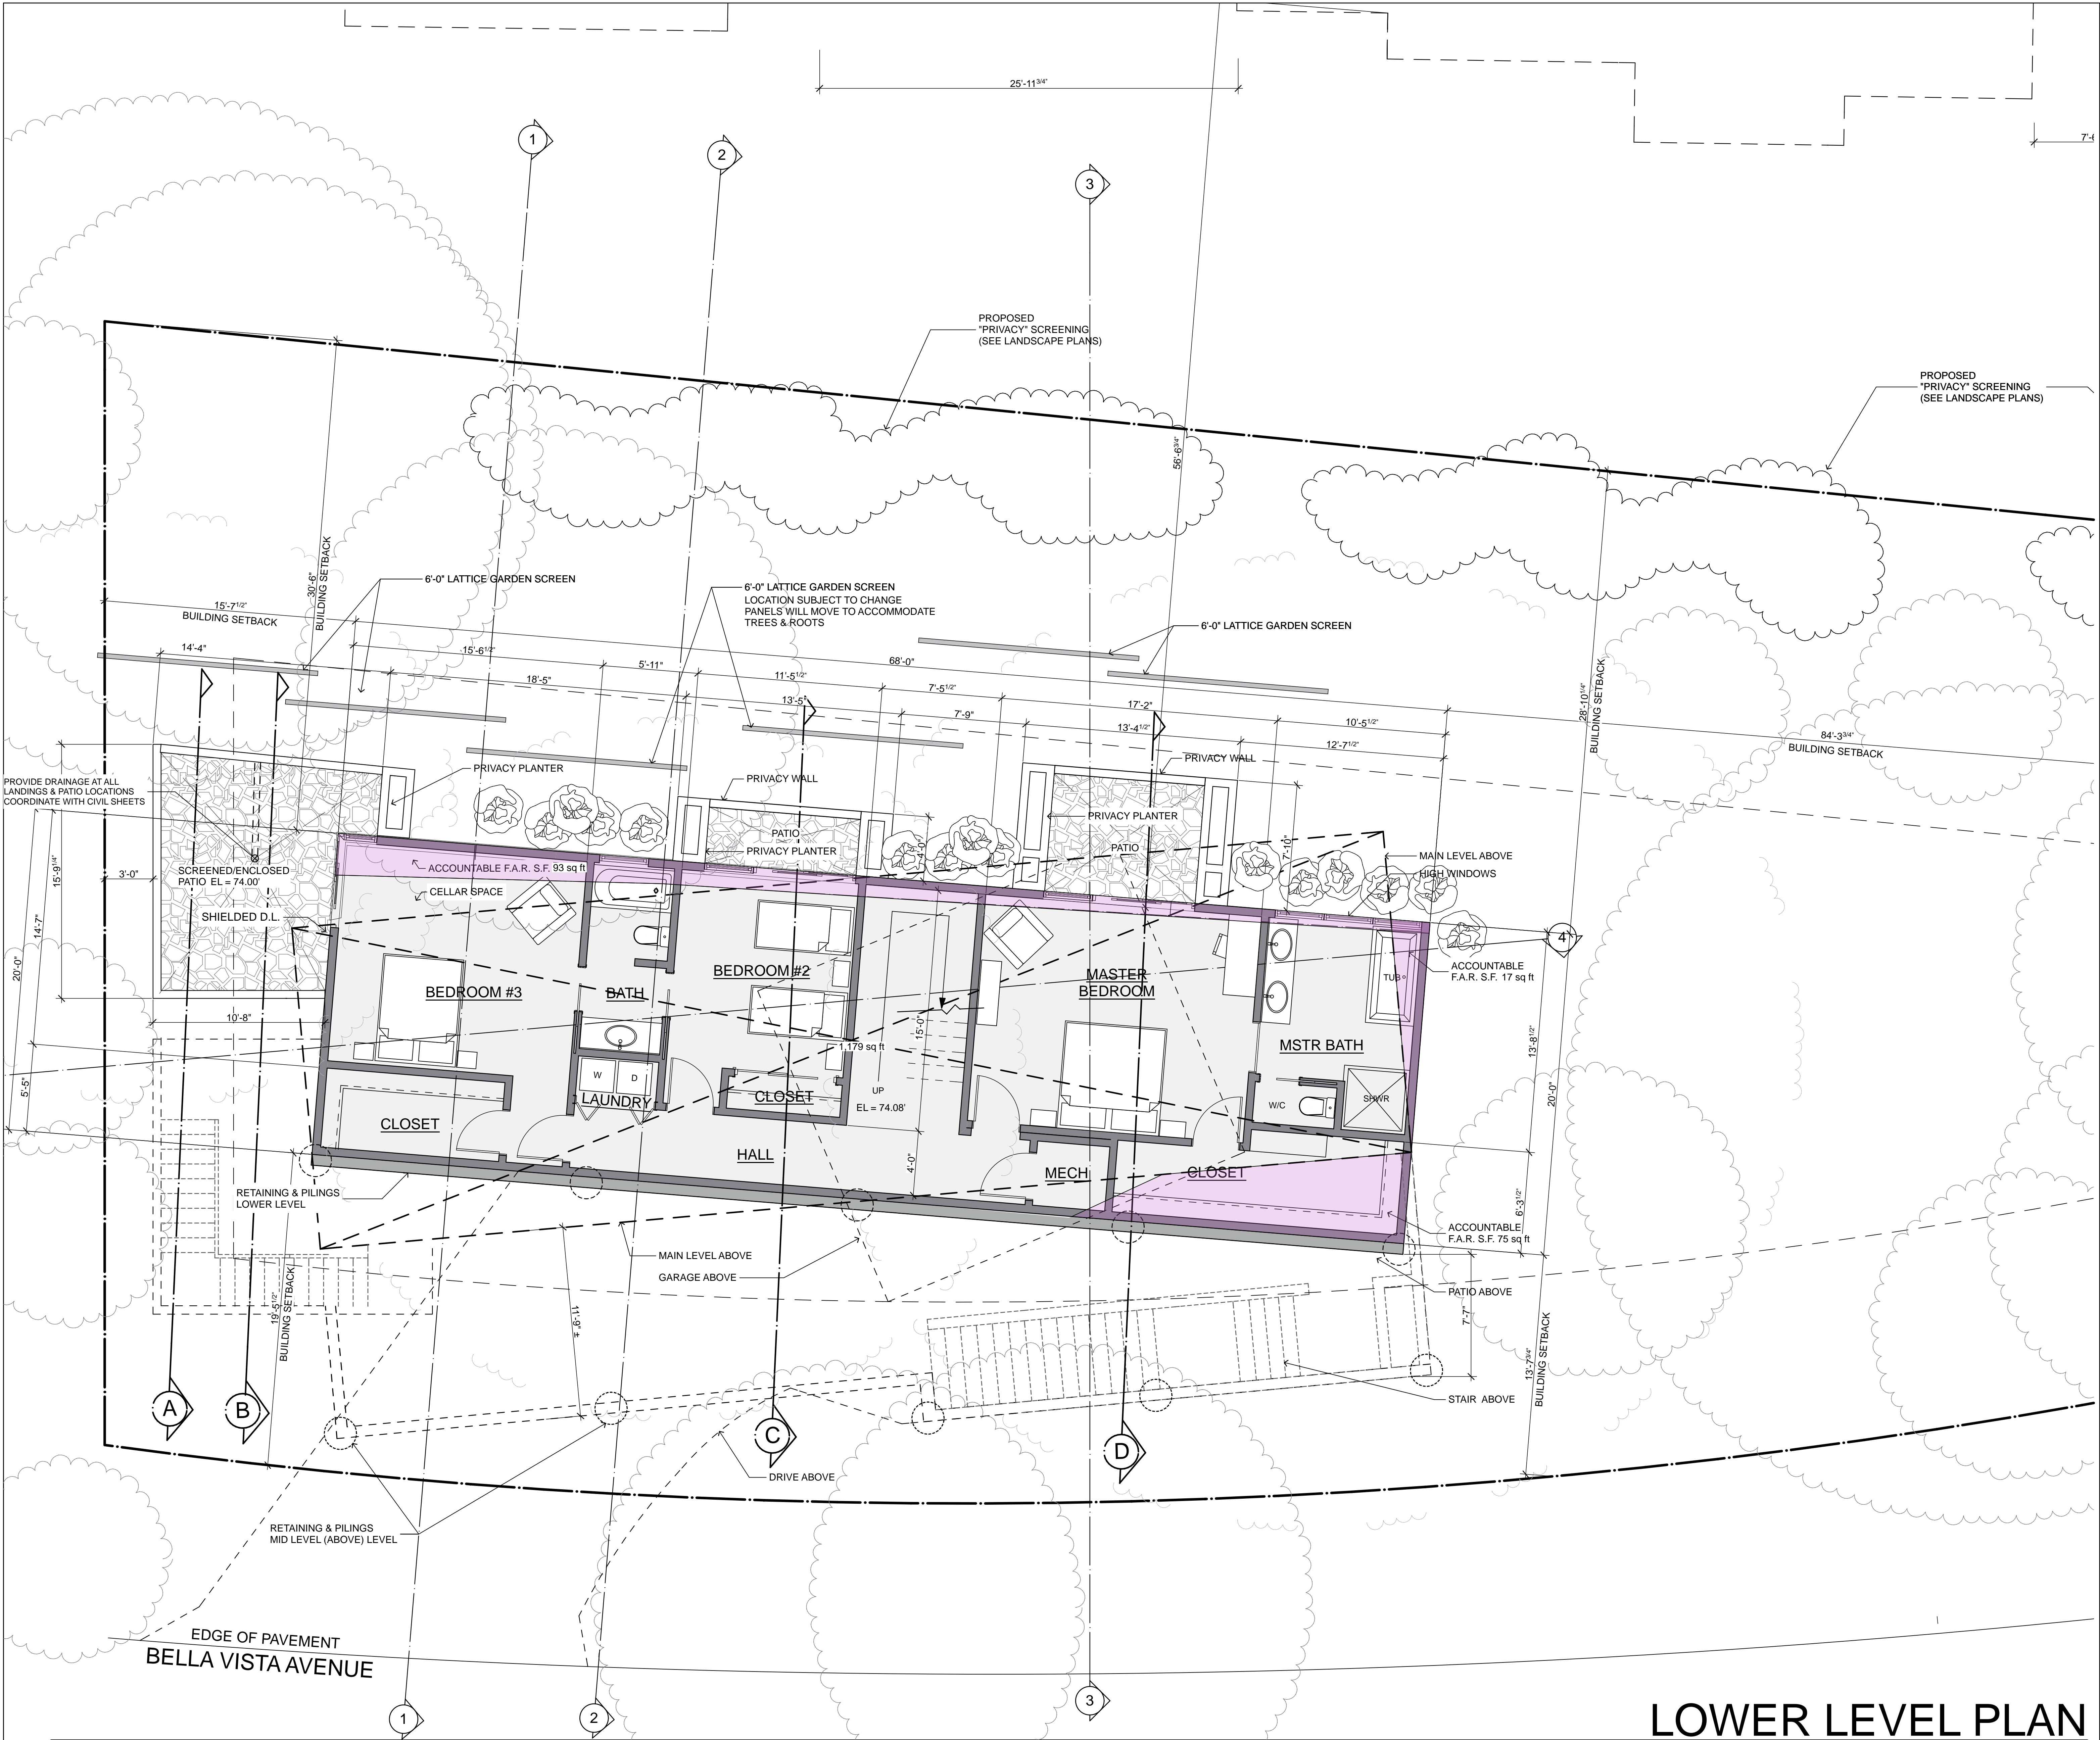 25'-11 3/4"
7'-6
1
2
3
PROPOSED
"PRIVACY" SCREENING
(SEE LANDSCAPE PLANS)
PROPOSED
"PRIVACY" SCREENING
(SEE LANDSCAPE PLANS)
56'-6 3/4"
30'-6"
BUILDING SETBACK
6'-0" LATTICE GARDEN SCREEN
6'-0" LATTICE GARDEN SCREEN
LOCATION SUBJECT TO CHANGE
PANELS WILL MOVE TO ACCOMMODATE
TREES & ROOTS
6'-0" LATTICE GARDEN SCREEN
15'-7 1/2"
BUILDING SETBACK
14'-4"
15'-6 1/2"
5'-11"
68'-0"
18'-5"
11'-5 1/2"
13'-5"
7'-5 1/2"
7'-9"
17'-2"
13'-4 1/2"
10'-5 1/2"
12'-7 1/2"
28'-10 1/4"
BUILDING SETBACK
84'-3 3/4"
BUILDING SETBACK
PROVIDE DRAINAGE AT ALL
LANDINGS & PATIO LOCATIONS
COORDINATE WITH CIVIL SHEETS
PRIVACY PLANTER
PRIVACY WALL
PRIVACY WALL
PRIVACY PLANTER
PATIO
PRIVACY PLANTER
PATIO
4'-0"
7'-10"
MAIN LEVEL ABOVE
HIGH WINDOWS
15'-9 1/4"
3'-0"
14'-7"
20'-0"
5'-5"
SCREENED/ENCLOSED
PATIO EL = 74.00'
SHIELDED D.L.
ACCOUNTABLE F.A.R. S.F. 93 sq ft
CELLAR SPACE
10'-8"
4
ACCOUNTABLE
F.A.R. S.F. 17 sq ft
TUB
BEDROOM #3
BATH
BEDROOM #2
MASTER
BEDROOM
MSTR BATH
15'-0"
1,179 sq ft
W
D
LAUNDRY
CLOSET
UP
EL = 74.08'
W/C
SHWR
CLOSET
HALL
4'-0"
MECH
CLOSET
13'-8 1/2"
20'-0"
6'-3 1/2"
RETAINING & PILINGS
LOWER LEVEL
ACCOUNTABLE
F.A.R. S.F. 75 sq ft
MAIN LEVEL ABOVE
GARAGE ABOVE
PATIO ABOVE
19'-5 1/2"
BUILDING SETBACK
11'-9" ±
7'-7"
13'-7 3/4"
BUILDING SETBACK
STAIR ABOVE
A
B
C
D
DRIVE ABOVE
RETAINING & PILINGS
MID LEVEL (ABOVE) LEVEL
EDGE OF PAVEMENT
BELLA VISTA AVENUE
1
2
3
LOWER LEVEL PLAN